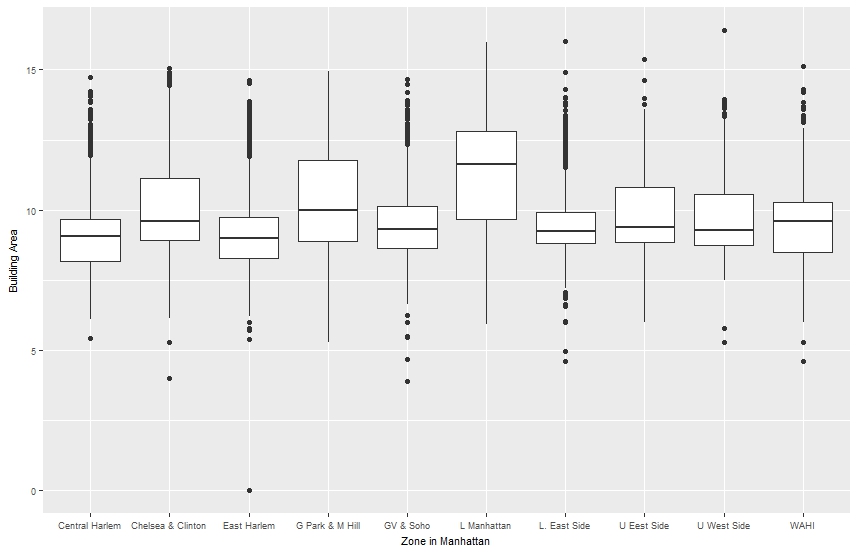 Building Area
15
10
5
0
Central Harlem
Chelsea & Clinton
East Harlem
G Park & M Hill
GV & Soho
L Manhattan
L. East Side
U Eest Side
U West Side
WAHI
Zone in Manhattan